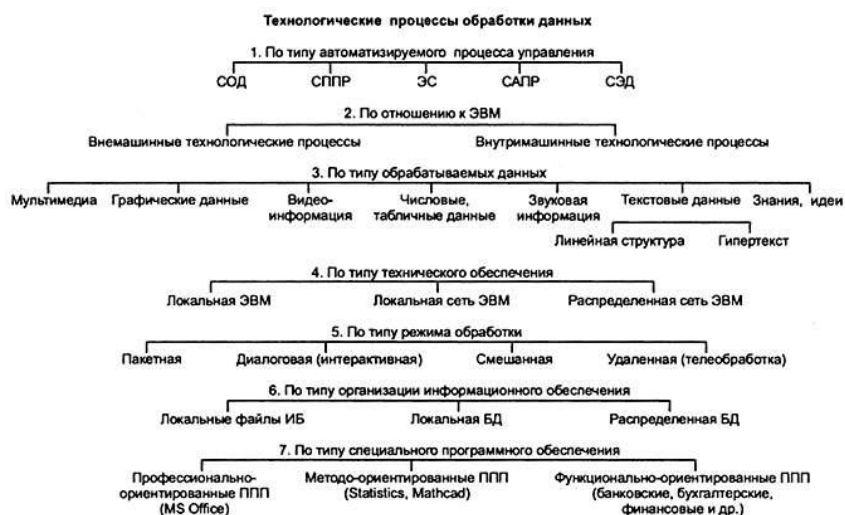 Технологические процессы обработки данных
1. По типу автоматизируемого процесса управления
СОД СППР ЭС САПР СЭД
2. По отношению к ЭВМ
Внемашинные технологические процессы Внутримашинные технологические процессы
3. По типу обрабатываемых данных
Мультимедиа Графические данные Видео- Числовые, Звуковая Текстовые данные Знания, идеи
информация табличные данные информация
Линейная структура Гипертекст
4. По типу технического обеспечения
Локальная ЭВМ Локальная сеть ЭВМ Распределенная сеть ЭВМ
5. По типу режима обработки
Пакетная Диалоговая (интерактивная) Смешанная Удаленная (телеобработка)
6. По типу организации информационного обеспечения
Локальные файлы ИБ Локальная БД Распределенная БД
7. По типу специального программного обеспечения
Профессионально- Методо-ориентированные ППП Функционально-ориентированные ППП
ориентированные ППП (Statistics, Mathcad) (банковские, бухгалтерские,
(MS Office) финансовые и др.)